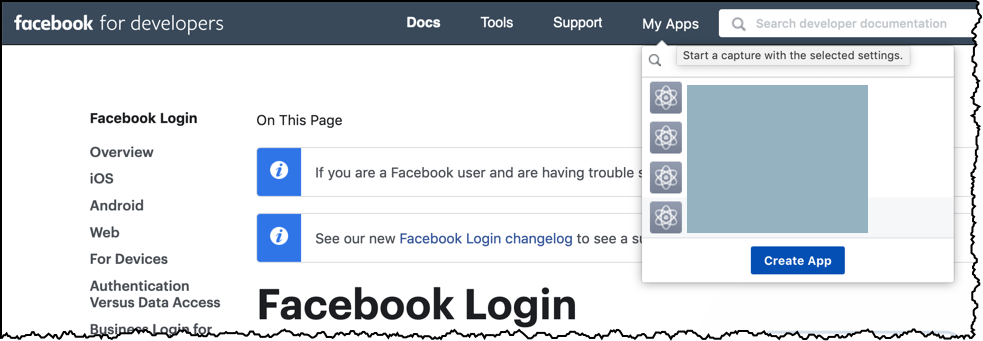 facebook for developers
Docs
Tools
Support
My Apps
Search developer documentation
Start a capture with the selected settings.
Create App
Facebook Login
Overview
iOS
Android
Web
For Devices
Authentication
Versus Data Access
Business Login for
On This Page
If you are a Facebook user and are having trouble s
See our new Facebook Login changelog to see a su
Facebook Login